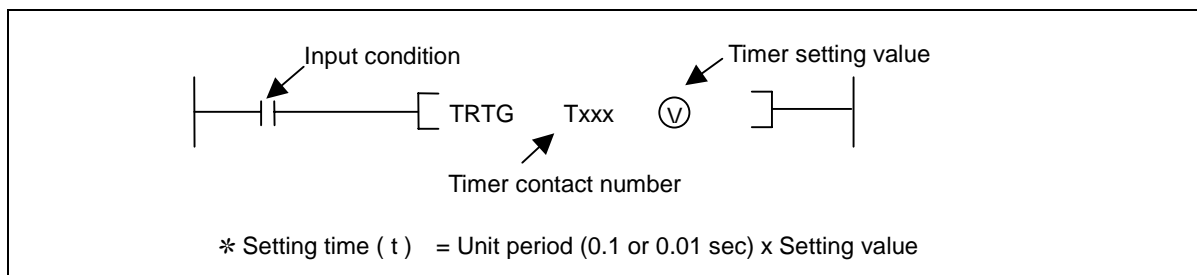 Input condition
Timer setting value
TRTG Txxx V
Timer contact number
* Setting time ( t ) = Unit period (0.1 or 0.01 sec) x Setting value